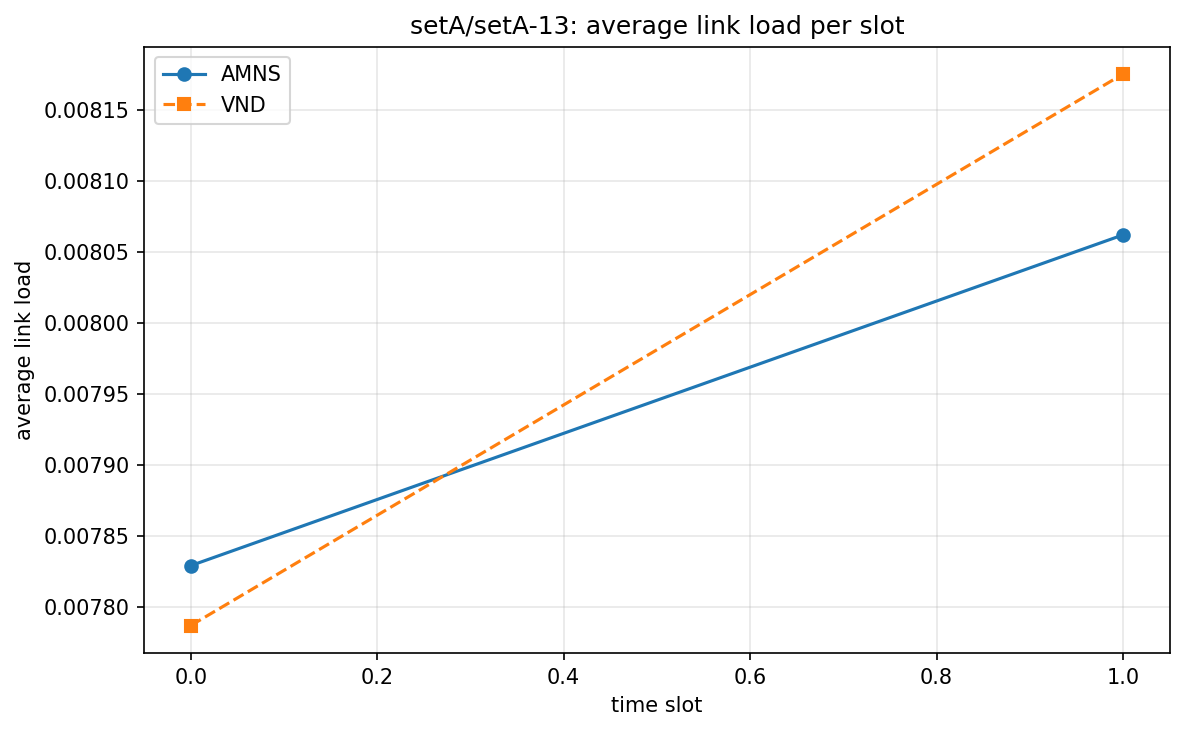 setA/setA-13: average link load per slot
AMNS
VND
average link load
0.00815
0.00810
0.00805
0.00800
0.00795
0.00790
0.00785
0.00780
0.0 0.2 0.4 0.6 0.8 1.0
time slot